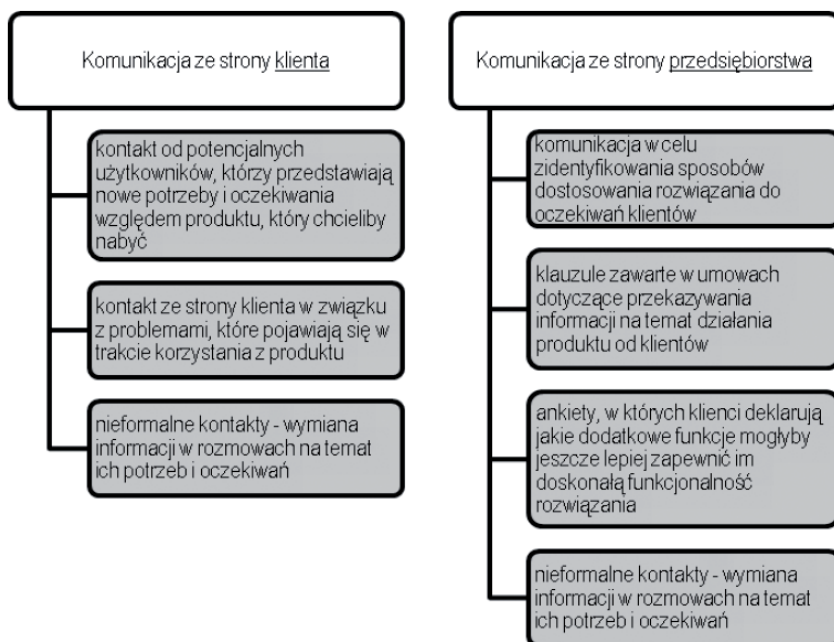 Komunikacja ze strony klienta
kontakt od potencjalnych
użytkowników, którzy przedstawiają
nowe potrzeby i oczekiwania
względem produktu, który chcieliby
nabyć
kontakt ze strony klienta w związku
z problemami, które pojawiają się w
trakcie korzystania z produktu
nieformalne kontakty - wymiana
informacji w rozmowach na temat
ich potrzeb i oczekiwań
Komunikacja ze strony przedsiębiorstwa
komunikacja w celu
zidentyfikowania sposobów
dostosowania rozwiązania do
oczekiwań klientów
klauzule zawarte w umowach
dotyczące przekazywania
informacji na temat działania
produktu od klientów
ankiety, w których klienci deklarują
jakie dodatkowe funkcje mogłyby
jeszcze lepiej zapewnić im
doskonałą funkcjonalność
rozwiązania
nieformalne kontakty - wymiana
informacji w rozmowach na temat
ich potrzeb i oczekiwań